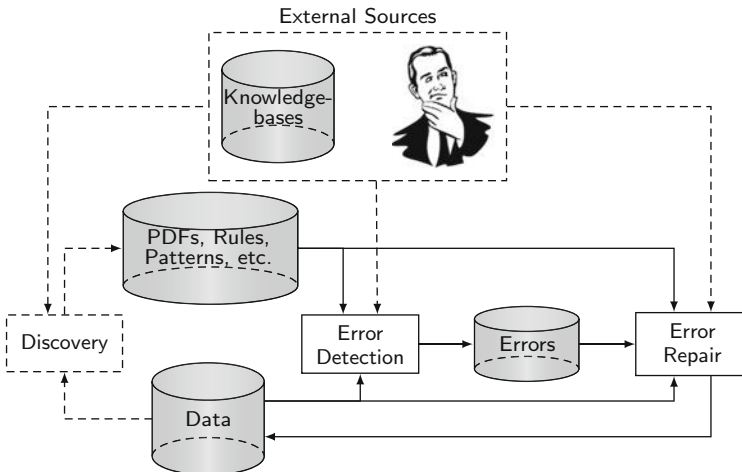 External Sources
Knowledge-
bases
PDFs, Rules,
Patterns, etc.
Discovery
Error
Detection
Errors
Error
Repair
Data